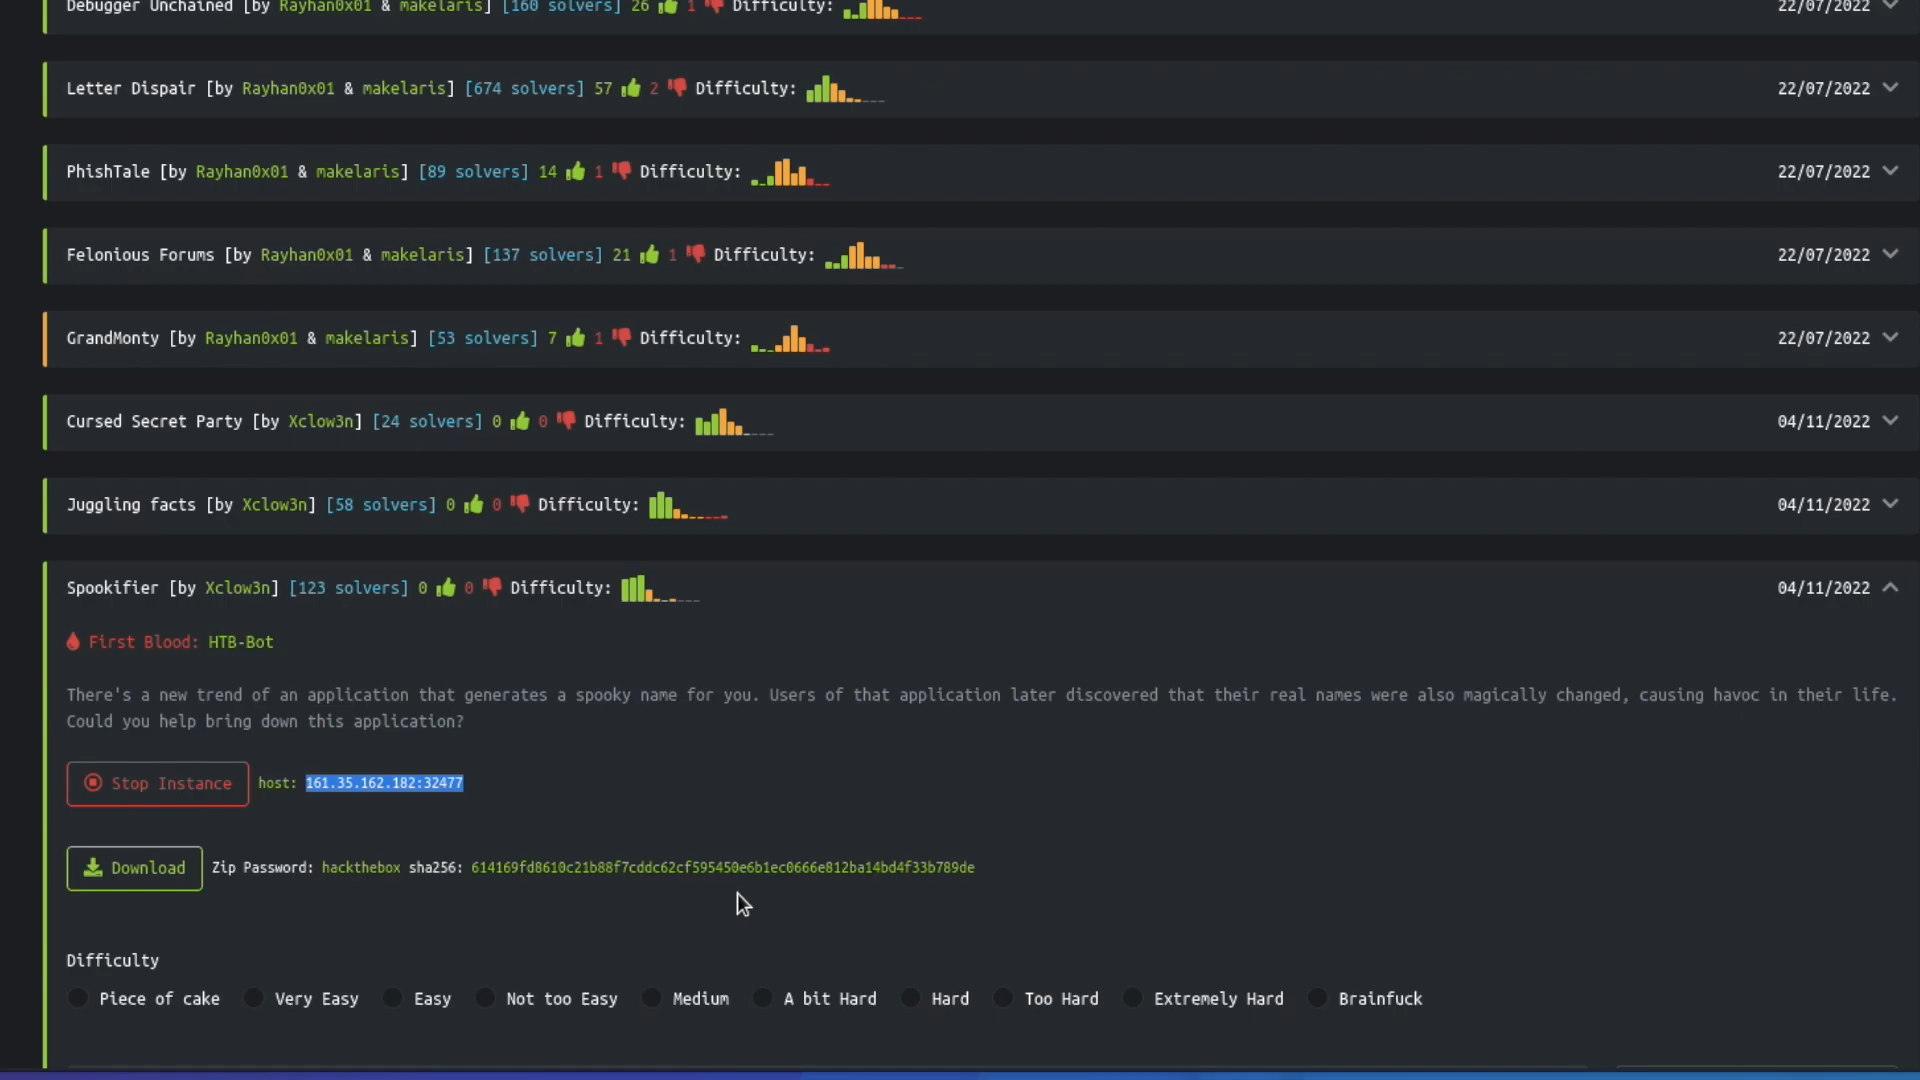 Debugger Unchained [by Rayhan0x01 & makelaris] [160 solvers] 26 1 Difficulty: 22/07/2022
Letter Dispair [by Rayhan0x01 & makelaris] [674 solvers] 57 2 Difficulty: 22/07/2022
PhishTale [by Rayhan0x01 & makelaris] [89 solvers] 14 1 Difficulty: 22/07/2022
Felonious Forums [by Rayhan0x01 & makelaris] [137 solvers] 21 1 Difficulty: 22/07/2022
GrandMonty [by Rayhan0x01 & makelaris] [53 solvers] 7 1 Difficulty: 22/07/2022
Cursed Secret Party [by Xclow3n] [24 solvers] 0 0 Difficulty: 04/11/2022
Juggling facts [by Xclow3n] [58 solvers] 0 0 Difficulty: 04/11/2022
Spookifier [by Xclow3n] [123 solvers] 0 0 Difficulty: 04/11/2022
First Blood: HTB-Bot
There's a new trend of an application that generates a spooky name for you. Users of that application later discovered that their real names were also magically changed, causing havoc in their life.
Could you help bring down this application?
Stop Instance host: 161.35.162.182:32477
Download Zip Password: hackthebox sha256: 614169fd8610c21b88f7cddc62cf595450e6b1ec0666e812ba14bd4f33b789de
Difficulty
Piece of cake Very Easy Easy Not too Easy Medium A bit Hard Hard Too Hard Extremely Hard Brainfuck